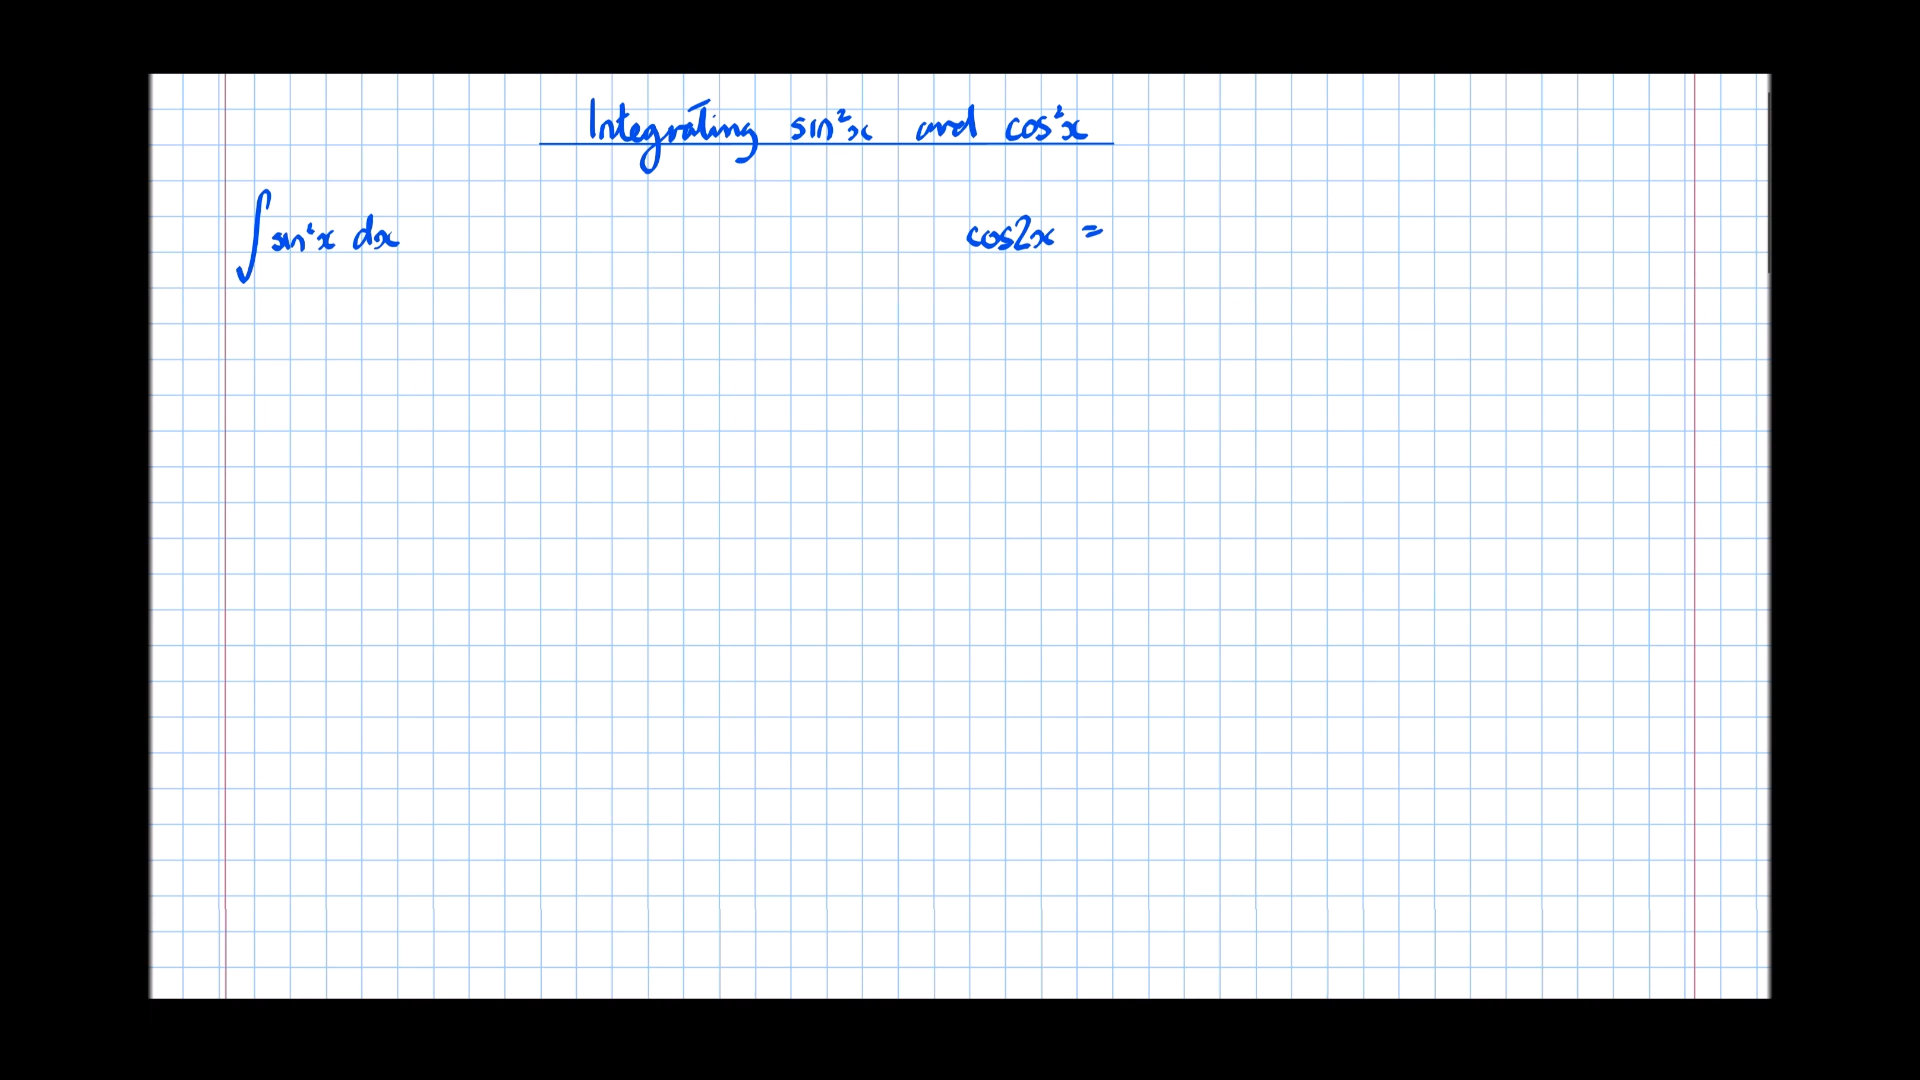 Integrating sin²x and cos²x
∫sin²x dx
cos2x =